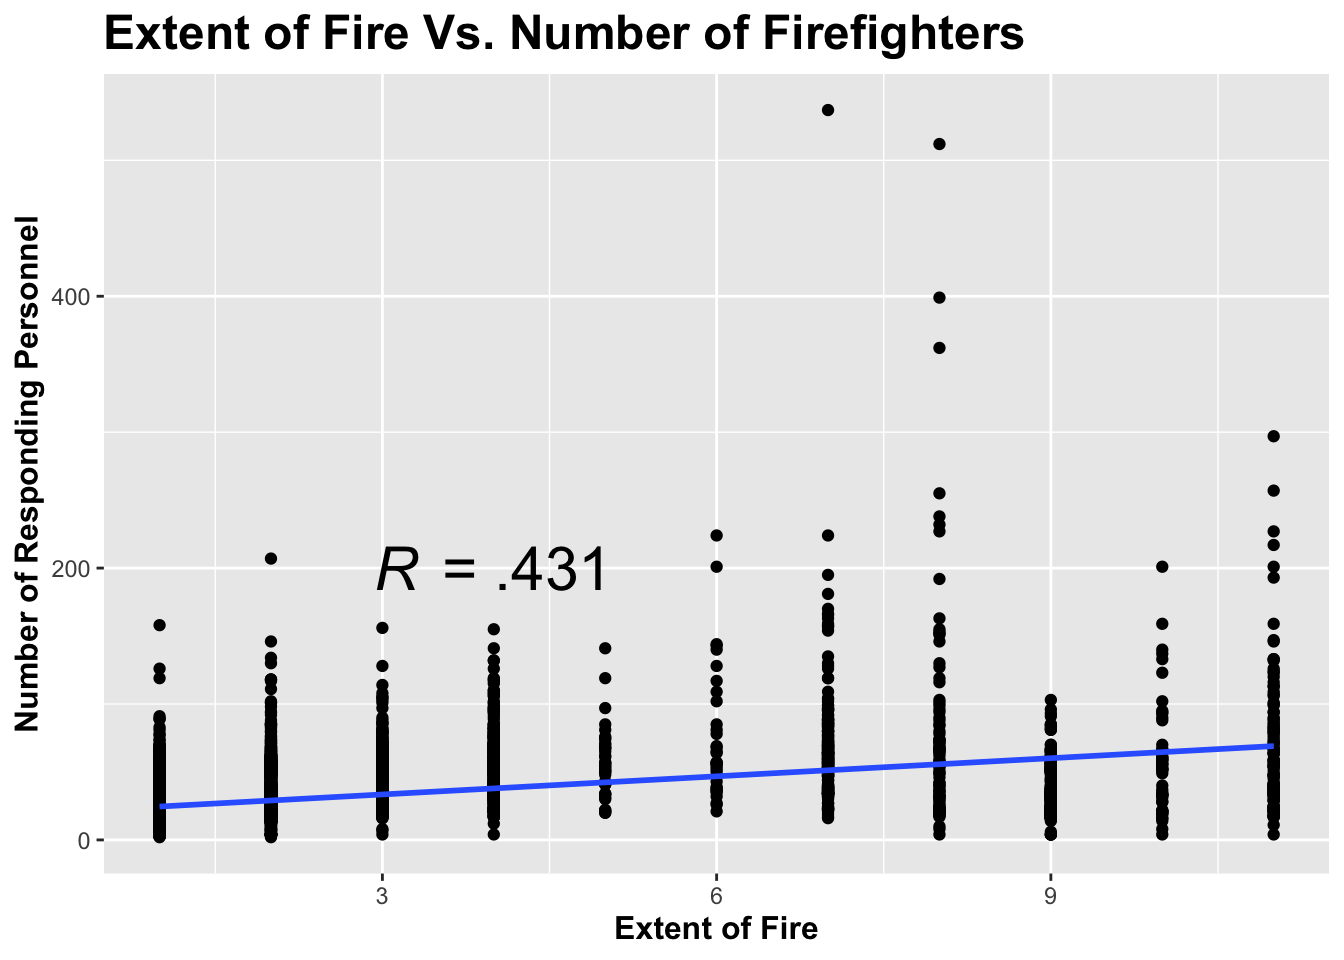 Extent of Fire Vs. Number of Firefighters
Number of Responding Personnel
400
200
0
R = .431
3
6
9
Extent of Fire